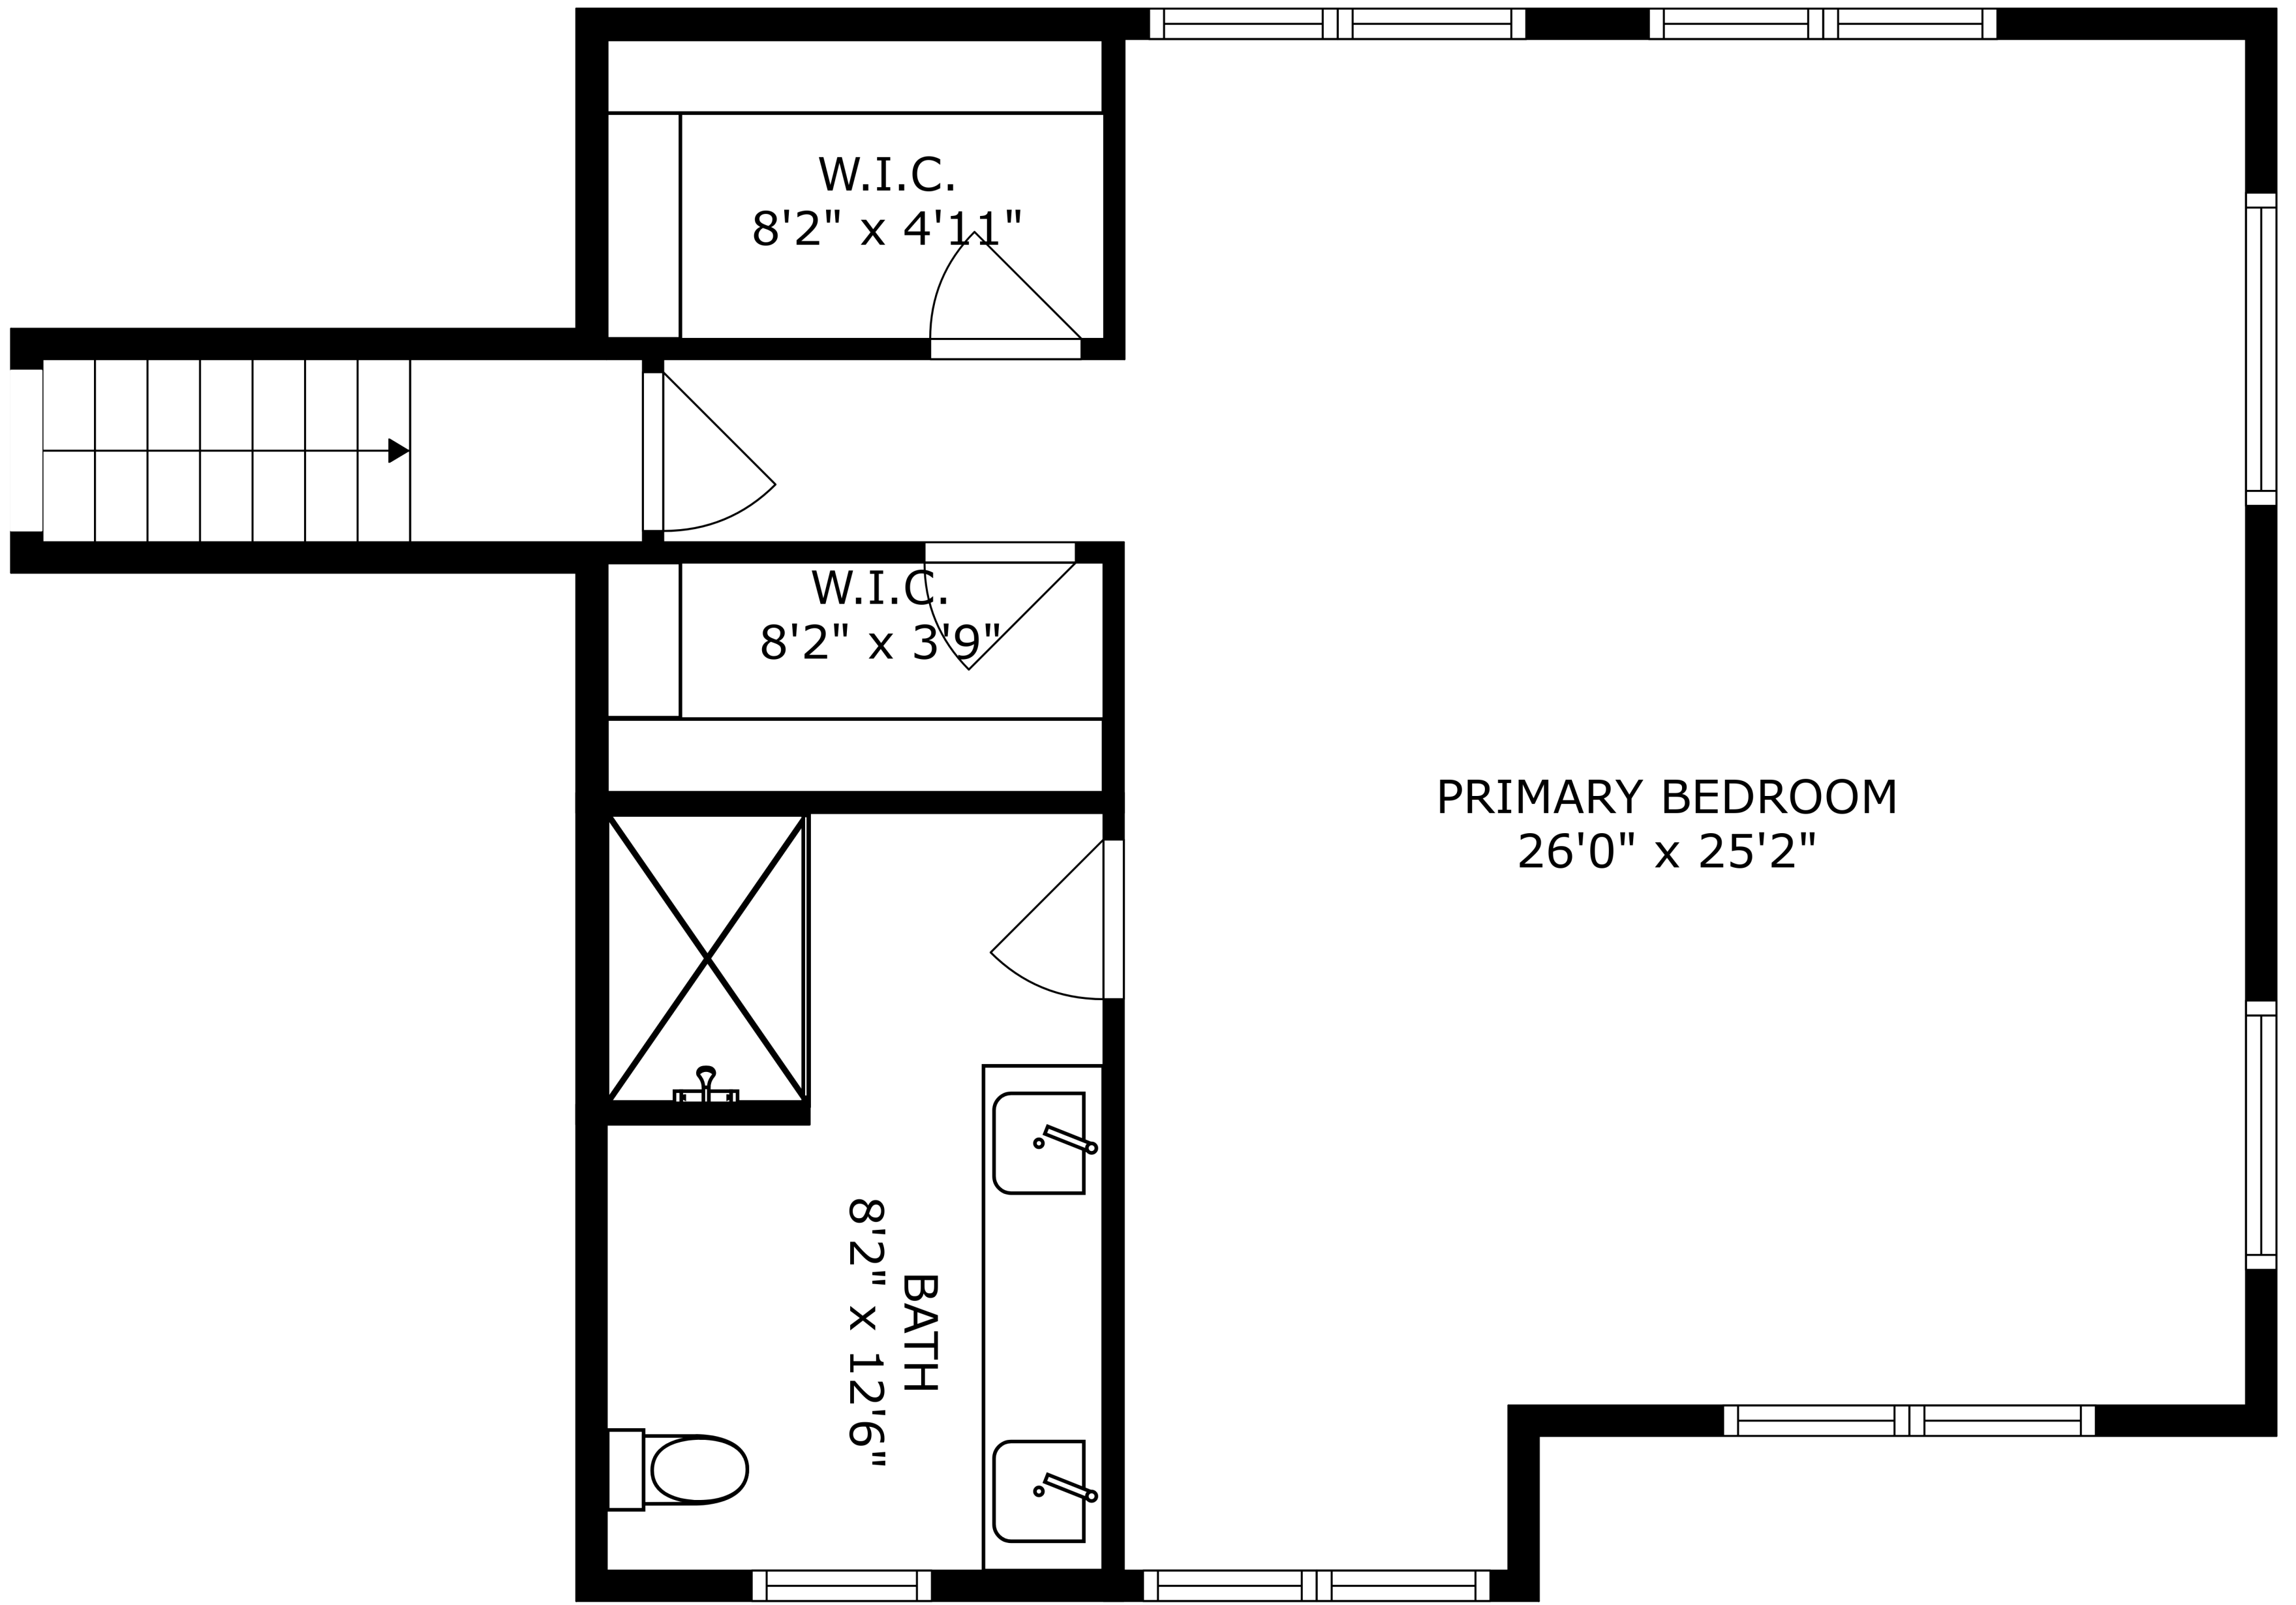 W.I.C.
8'2" x 4'11"
W.I.C.
8'2" x 3'9"
PRIMARY BEDROOM
26'0" x 25'2"
BATH
8'2" x 12'6"